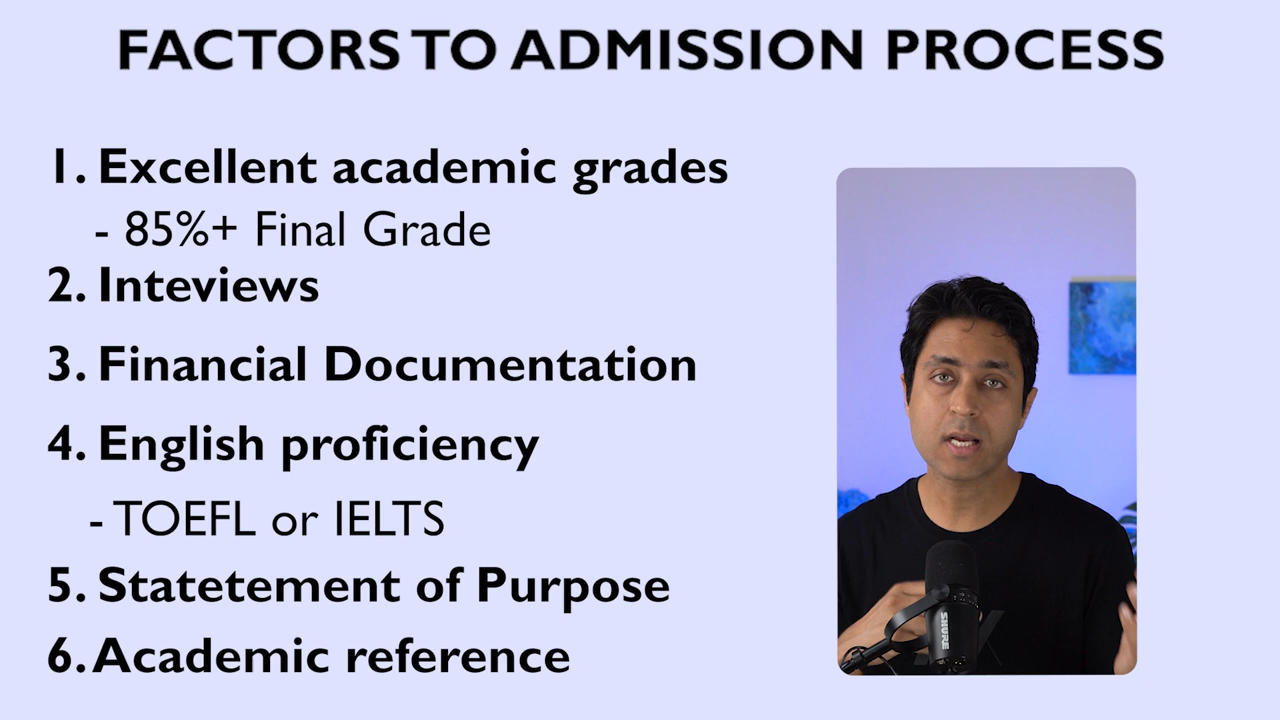 FACTORS TO ADMISSION PROCESS
1. Excellent academic grades
- 85%+ Final Grade
2. Inteviews
3. Financial Documentation
4. English proficiency
- TOEFL or IELTS
5. Statetement of Purpose
6. Academic reference
SHURE